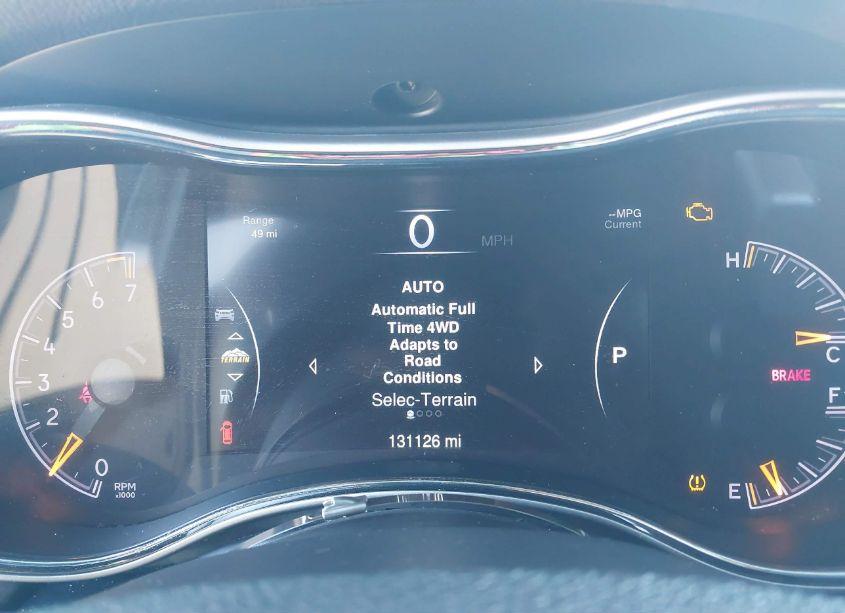 Range
49 mi
0
MPH
--MPG
Current
AUTO
Automatic Full
Time 4WD
Adapts to
Road
Conditions
Selec-Terrain
131126 mi
TERRAIN
P
7
6
5
4
3
2
0
RPM
x1000
H
C
BRAKE
F
E